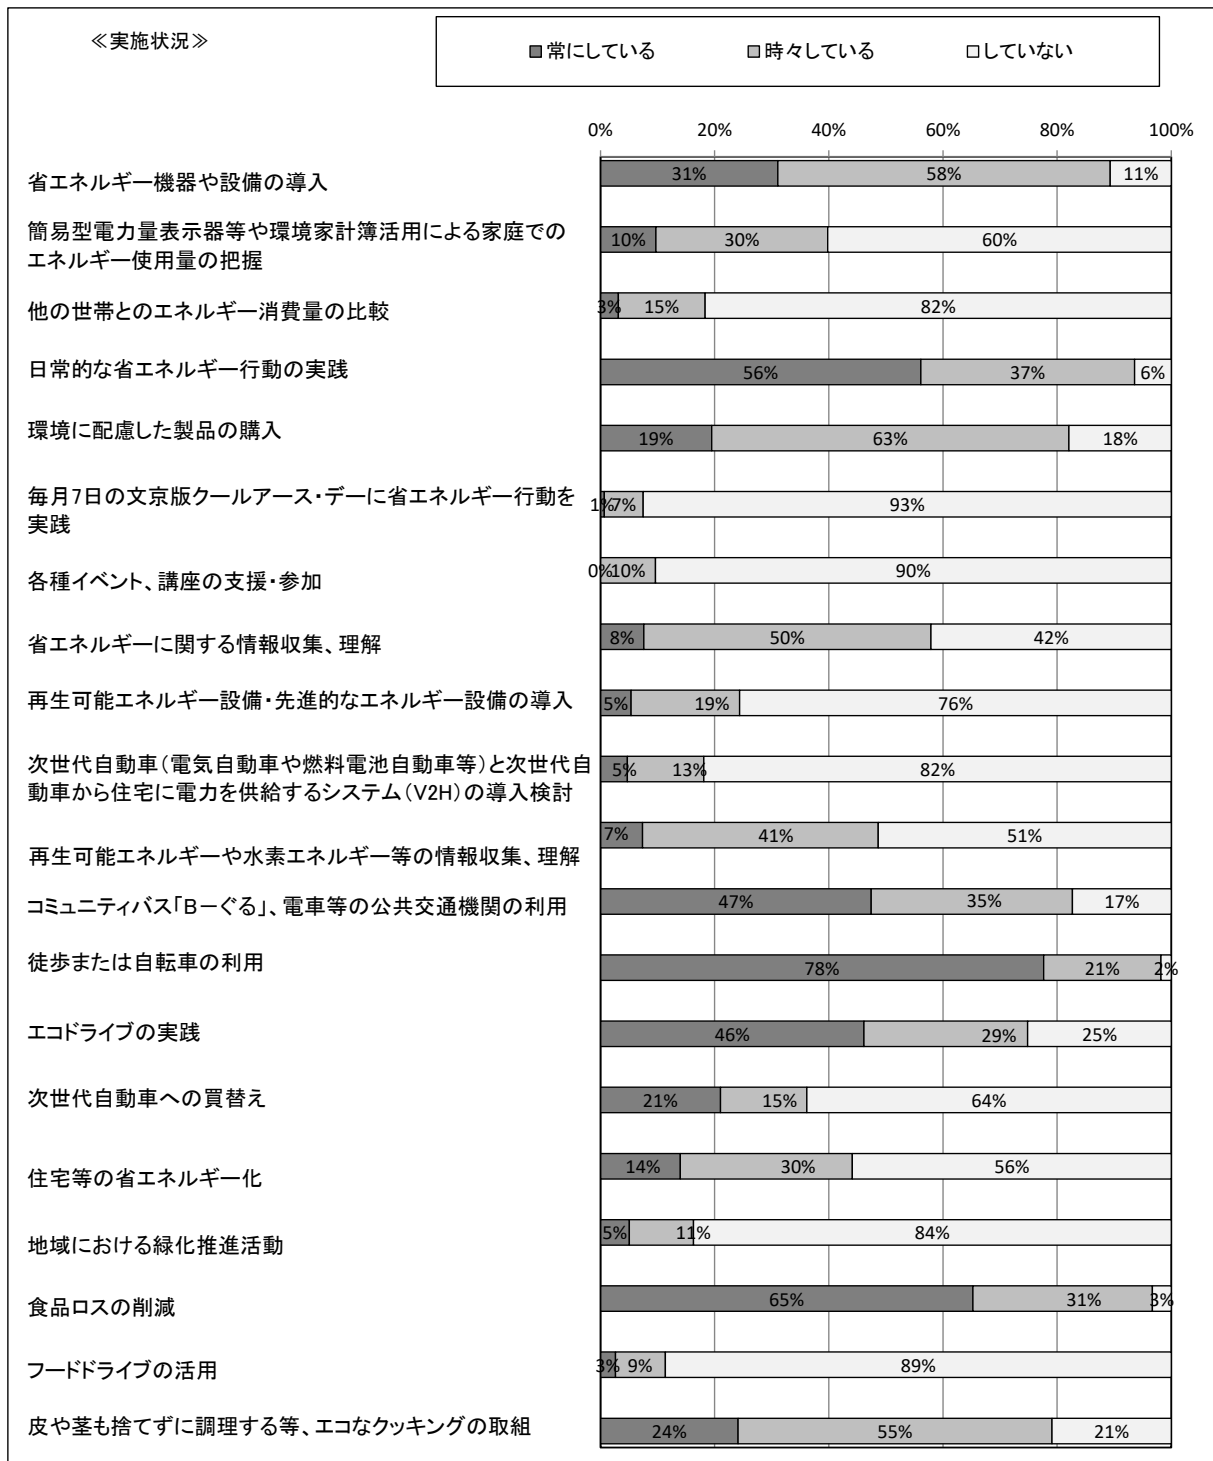 ≪実施状況≫
■常にしている □時々している □していない
0% 20% 40% 60% 80% 100%
省エネルギー機器や設備の導入
31% 58% 11%
簡易型電力量表示器等や環境家計簿活用による家庭での
エネルギー使用量の把握
10% 30% 60%
他の世帯とのエネルギー消費量の比較
3% 15% 82%
日常的な省エネルギー行動の実践
56% 37% 6%
環境に配慮した製品の購入
19% 63% 18%
毎月7日の文京版クールアース・デーに省エネルギー行動を
実践
1% 7% 93%
各種イベント、講座の支援・参加
0% 10% 90%
省エネルギーに関する情報収集、理解
8% 50% 42%
再生可能エネルギー設備・先進的なエネルギー設備の導入
5% 19% 76%
次世代自動車(電気自動車や燃料電池自動車等)と次世代自
動車から住宅に電力を供給するシステム(V2H)の導入検討
5% 13% 82%
再生可能エネルギーや水素エネルギー等の情報収集、理解
7% 41% 51%
コミュニティバス「B-ぐる」、電車等の公共交通機関の利用
47% 35% 17%
徒歩または自転車の利用
78% 21% 2%
エコドライブの実践
46% 29% 25%
次世代自動車への買替え
21% 15% 64%
住宅等の省エネルギー化
14% 30% 56%
地域における緑化推進活動
5% 11% 84%
食品ロスの削減
65% 31% 3%
フードドライブの活用
3% 9% 89%
皮や茎も捨てずに調理する等、エコなクッキングの取組
24% 55% 21%